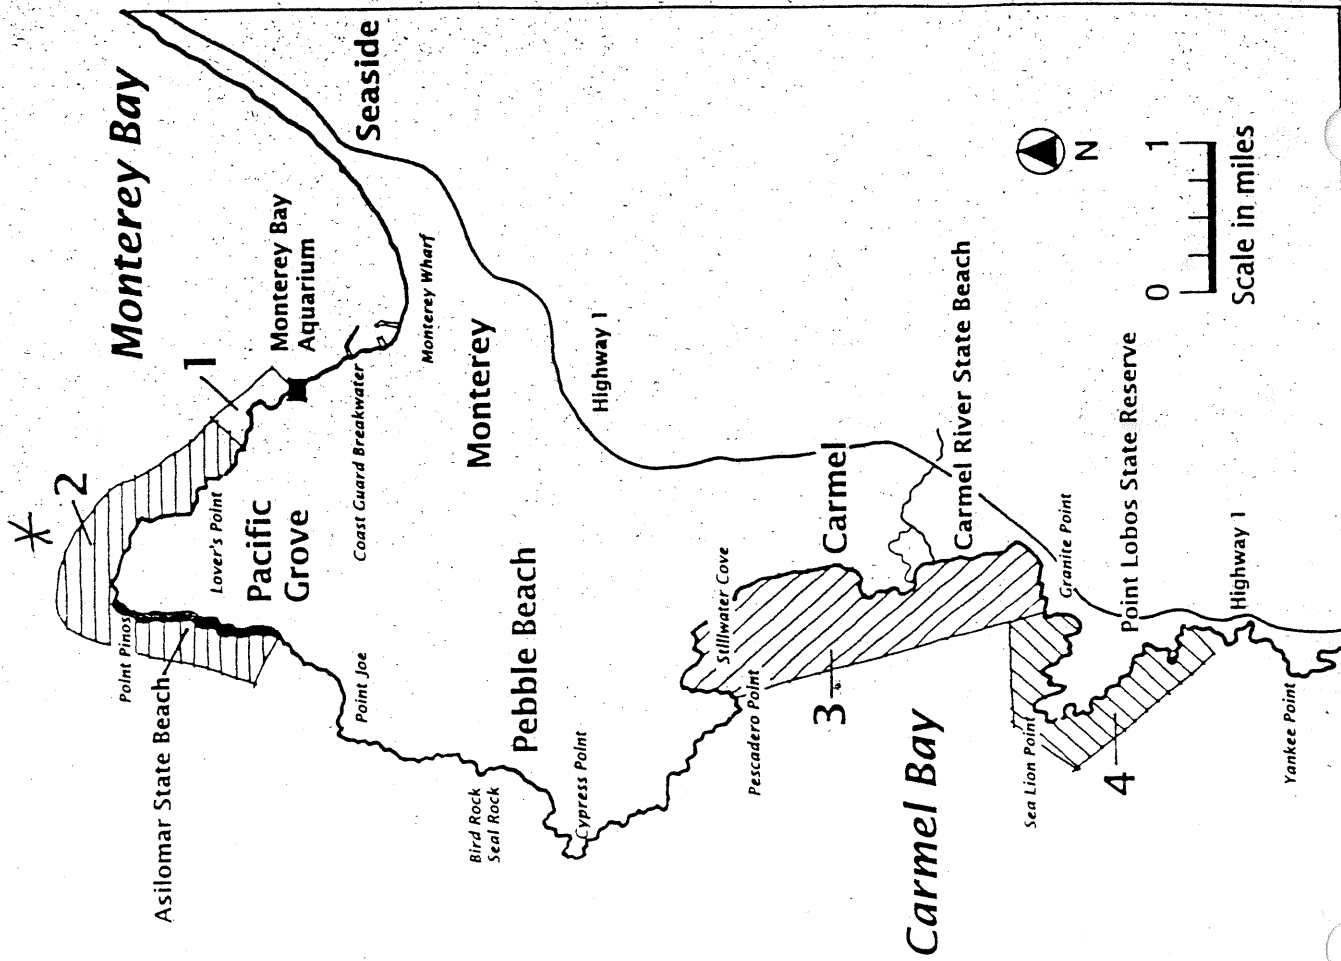 Monterey Bay
Seaside
*
2
1
Monterey Bay
Aquarium
Monterey Wharf
Coast Guard Breakwater
Monterey
Highway 1
Lover's Point
Pacific
Grove
Point Pinos
Asilomar State Beach
Point Joe
Pebble Beach
Bird Rock
Seal Rock
Cypress Point
Stillwater Cove
Pescadero Point
3
Carmel
Carmel River State Beach
Carmel Bay
Granite Point
Point Lobos State Reserve
Sea Lion Point
4
Highway 1
Yankee Point
N
0 1
Scale in miles